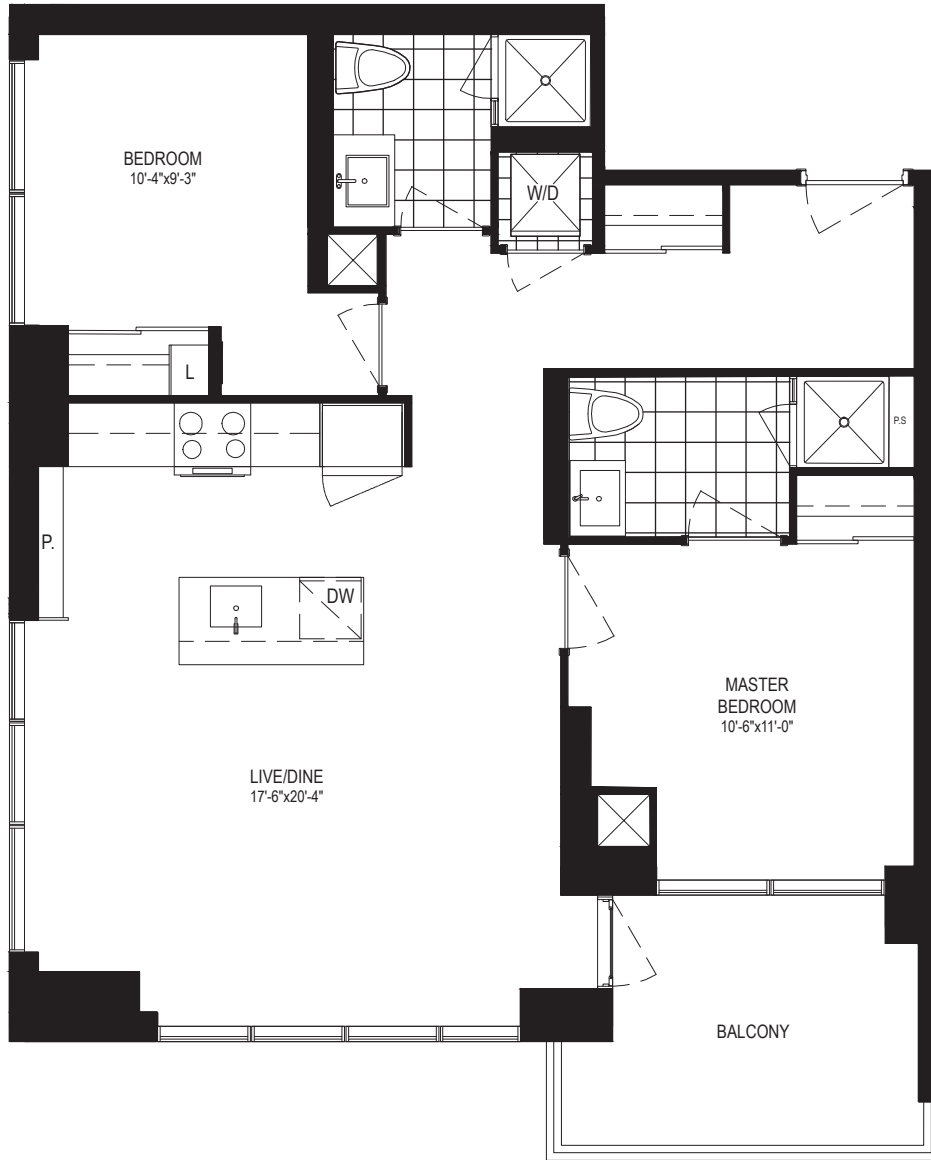 BEDROOM
10'-4"x9'-3"
W/D
L
P.S
P.
DW
MASTER
BEDROOM
10'-6"x11'-0"
LIVE/DINE
17'-6"x20'-4"
BALCONY